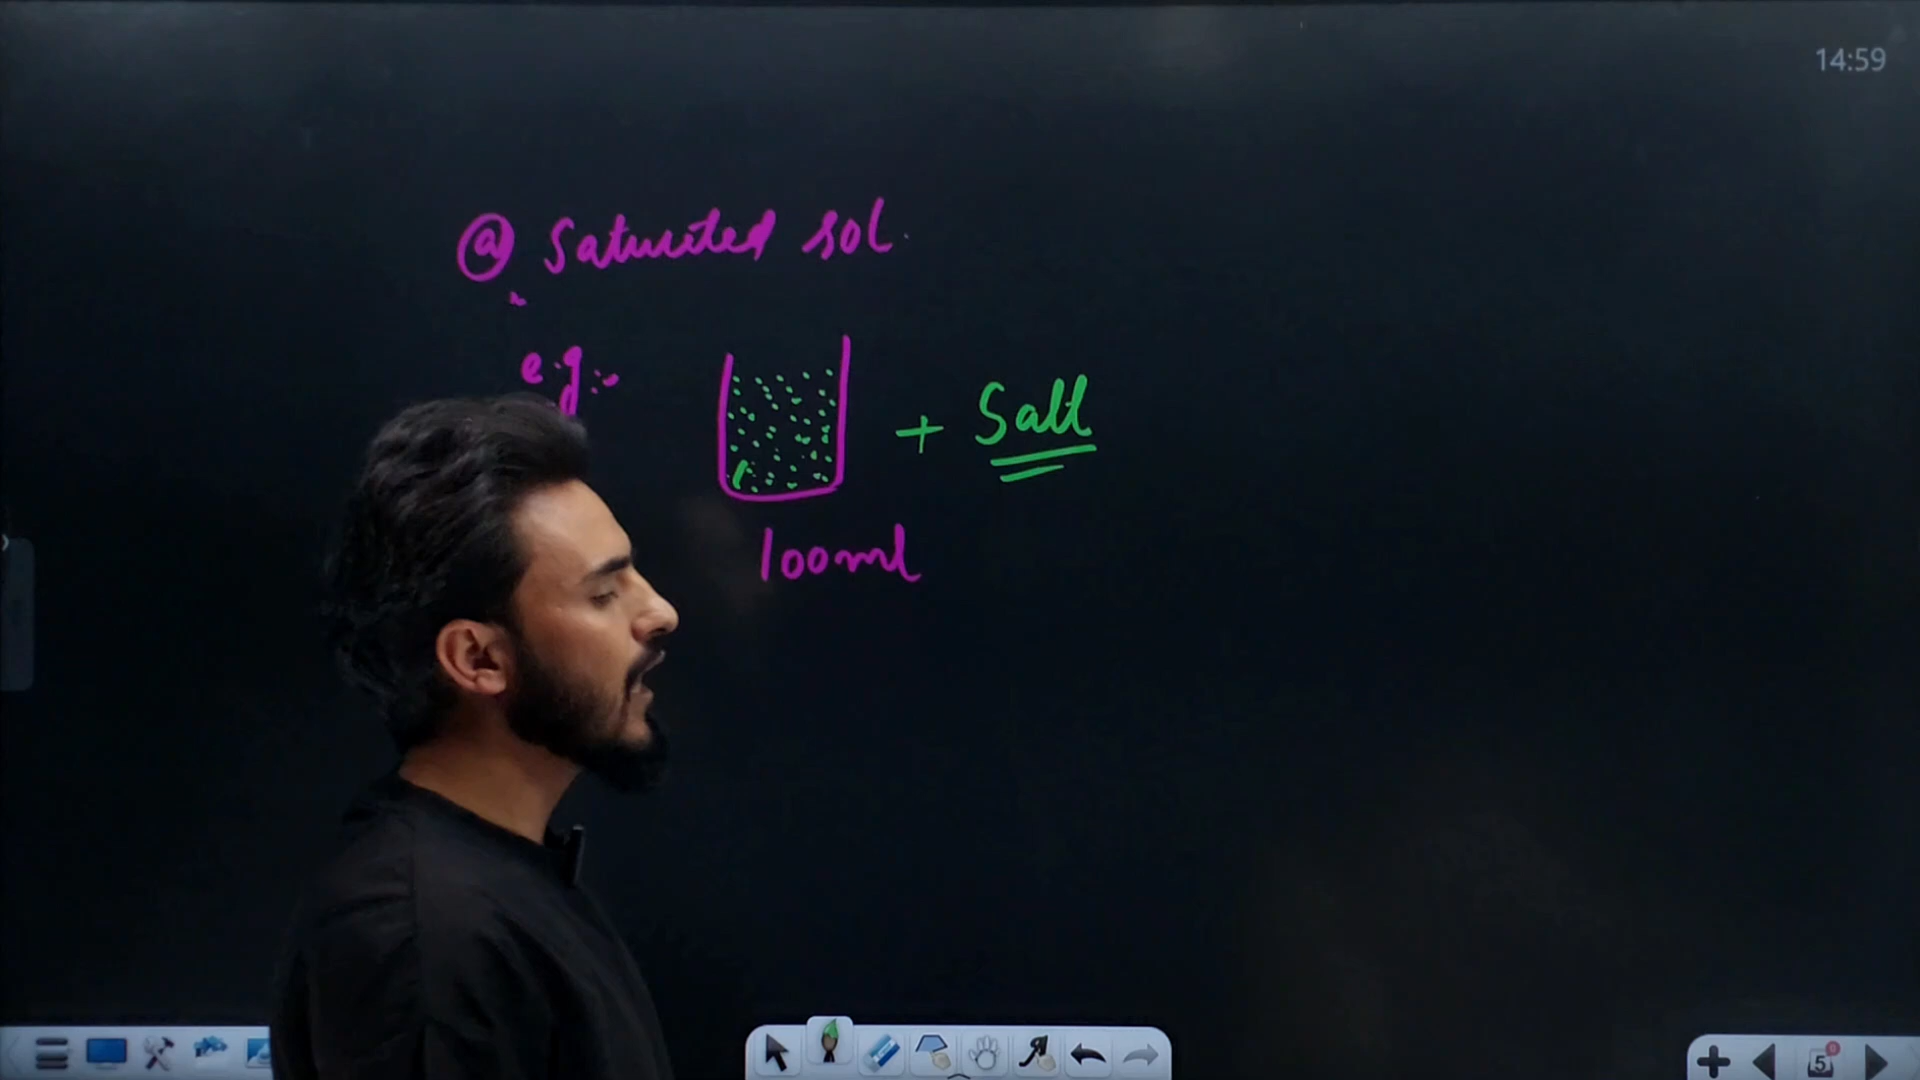 14:59
ⓐ Saturated sol.
e.g:-
+ Salt
100ml
5